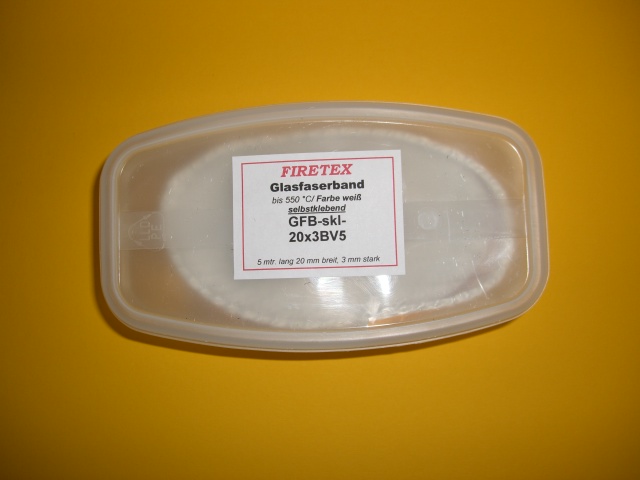 FIRETEX
Glasfaserband
bis 550 °C/ Farbe weiß
selbstklebend
GFB-skl-
20x3BV5
5 mtr. lang 20 mm breit, 3 mm stark